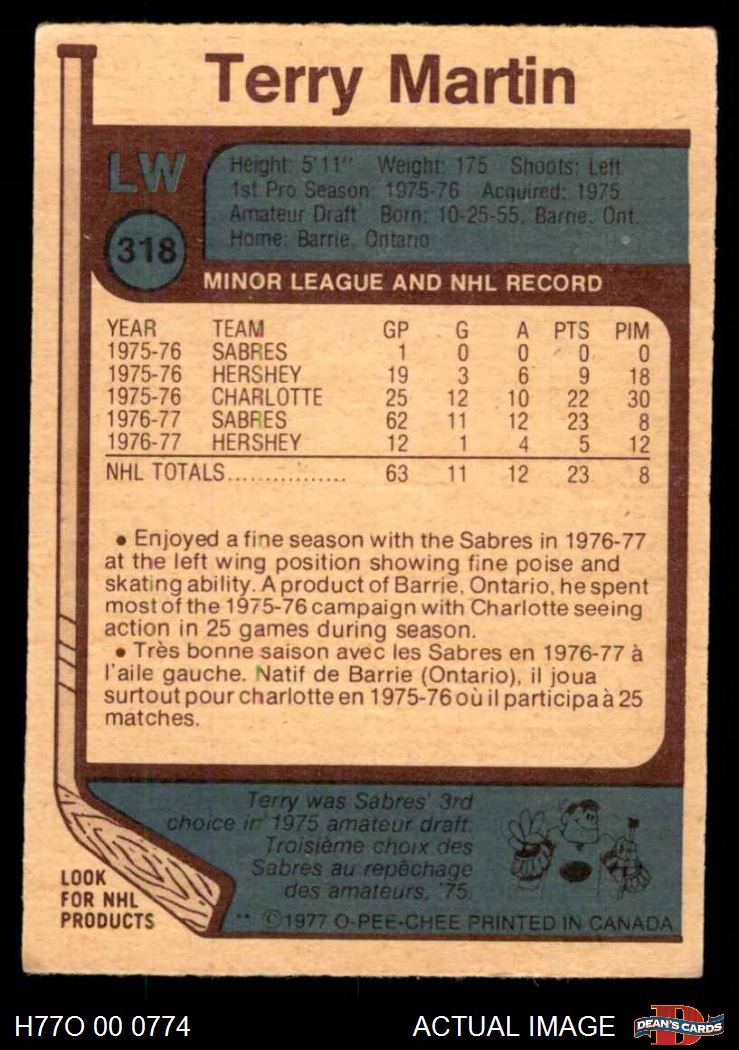 Terry Martin
LW
318
Height: 5'11" Weight: 175 Shoots: Left
1st Pro Season: 1975-76 Acquired: 1975
Amateur Draft Born: 10-25-55, Barrie, Ont.
Home: Barrie, Ontario
MINOR LEAGUE AND NHL RECORD
YEAR TEAM GP G A PTS PIM
1975-76 SABRES 1 0 0 0 0
1975-76 HERSHEY 19 3 6 9 18
1975-76 CHARLOTTE 25 12 10 22 30
1976-77 SABRES 62 11 12 23 8
1976-77 HERSHEY 12 1 4 5 12
NHL TOTALS................ 63 11 12 23 8
• Enjoyed a fine season with the Sabres in 1976-77
at the left wing position showing fine poise and
skating ability. A product of Barrie, Ontario, he spent
most of the 1975-76 campaign with Charlotte seeing
action in 25 games during season.
• Très bonne saison avec les Sabres en 1976-77 à
l'aile gauche. Natif de Barrie (Ontario), il joua
surtout pour charlotte en 1975-76 où il participa à 25
matches.
Terry was Sabres' 3rd
choice in 1975 amateur draft.
Troisième choix des
Sabres au repêchage
des amateurs, '75.
LOOK
FOR NHL
PRODUCTS
** ©1977 O-PEE-CHEE PRINTED IN CANADA
H77O 00 0774
ACTUAL IMAGE
D
DEAN'S CARDS